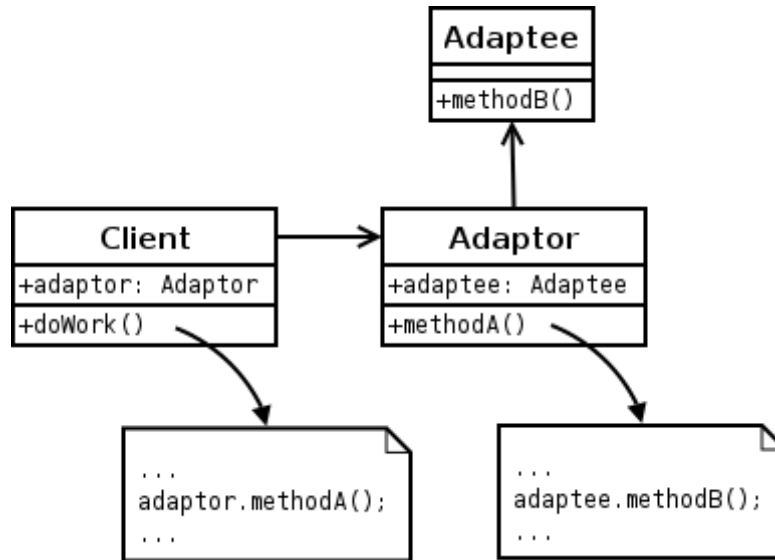 Adaptee
+methodB()
Client
+adaptor: Adaptor
+doWork()
Adaptor
+adaptee: Adaptee
+methodA()
...
adaptor.methodA();
...
...
adaptee.methodB();
...